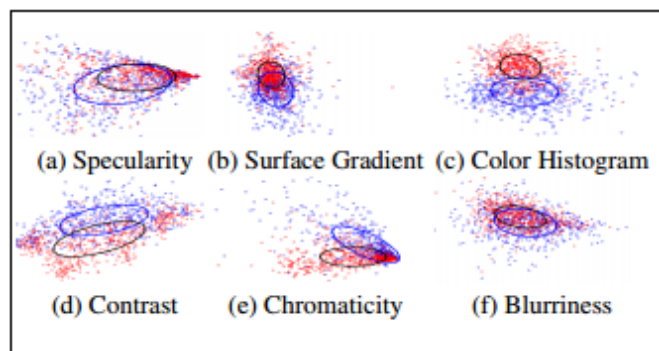 (a) Specularity (b) Surface Gradient (c) Color Histogram
(d) Contrast (e) Chromaticity (f) Blurriness